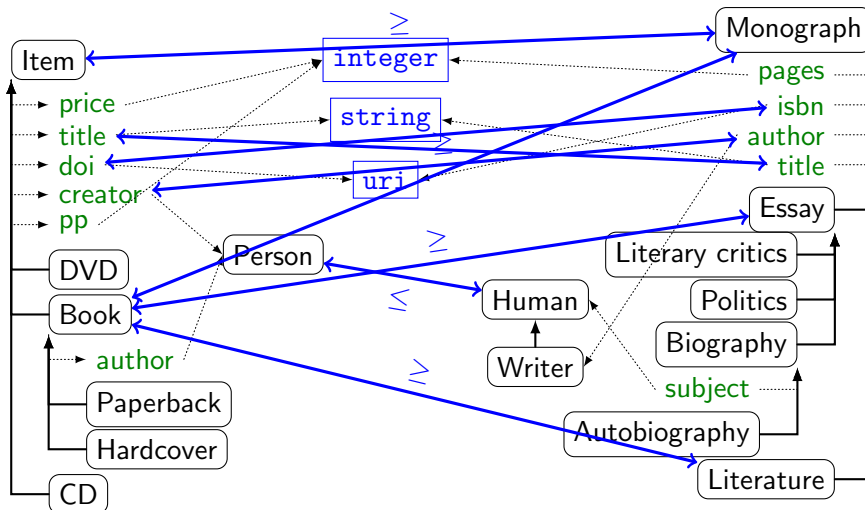 ≥
Item
integer
Monograph
pages
price
string
isbn
title
≥
author
doi
uri
title
creator
pp
Essay
Person
≥
Literary critics
DVD
Human
≤
Politics
Book
Biography
author
≥
Writer
subject
Paperback
Autobiography
Hardcover
Literature
CD